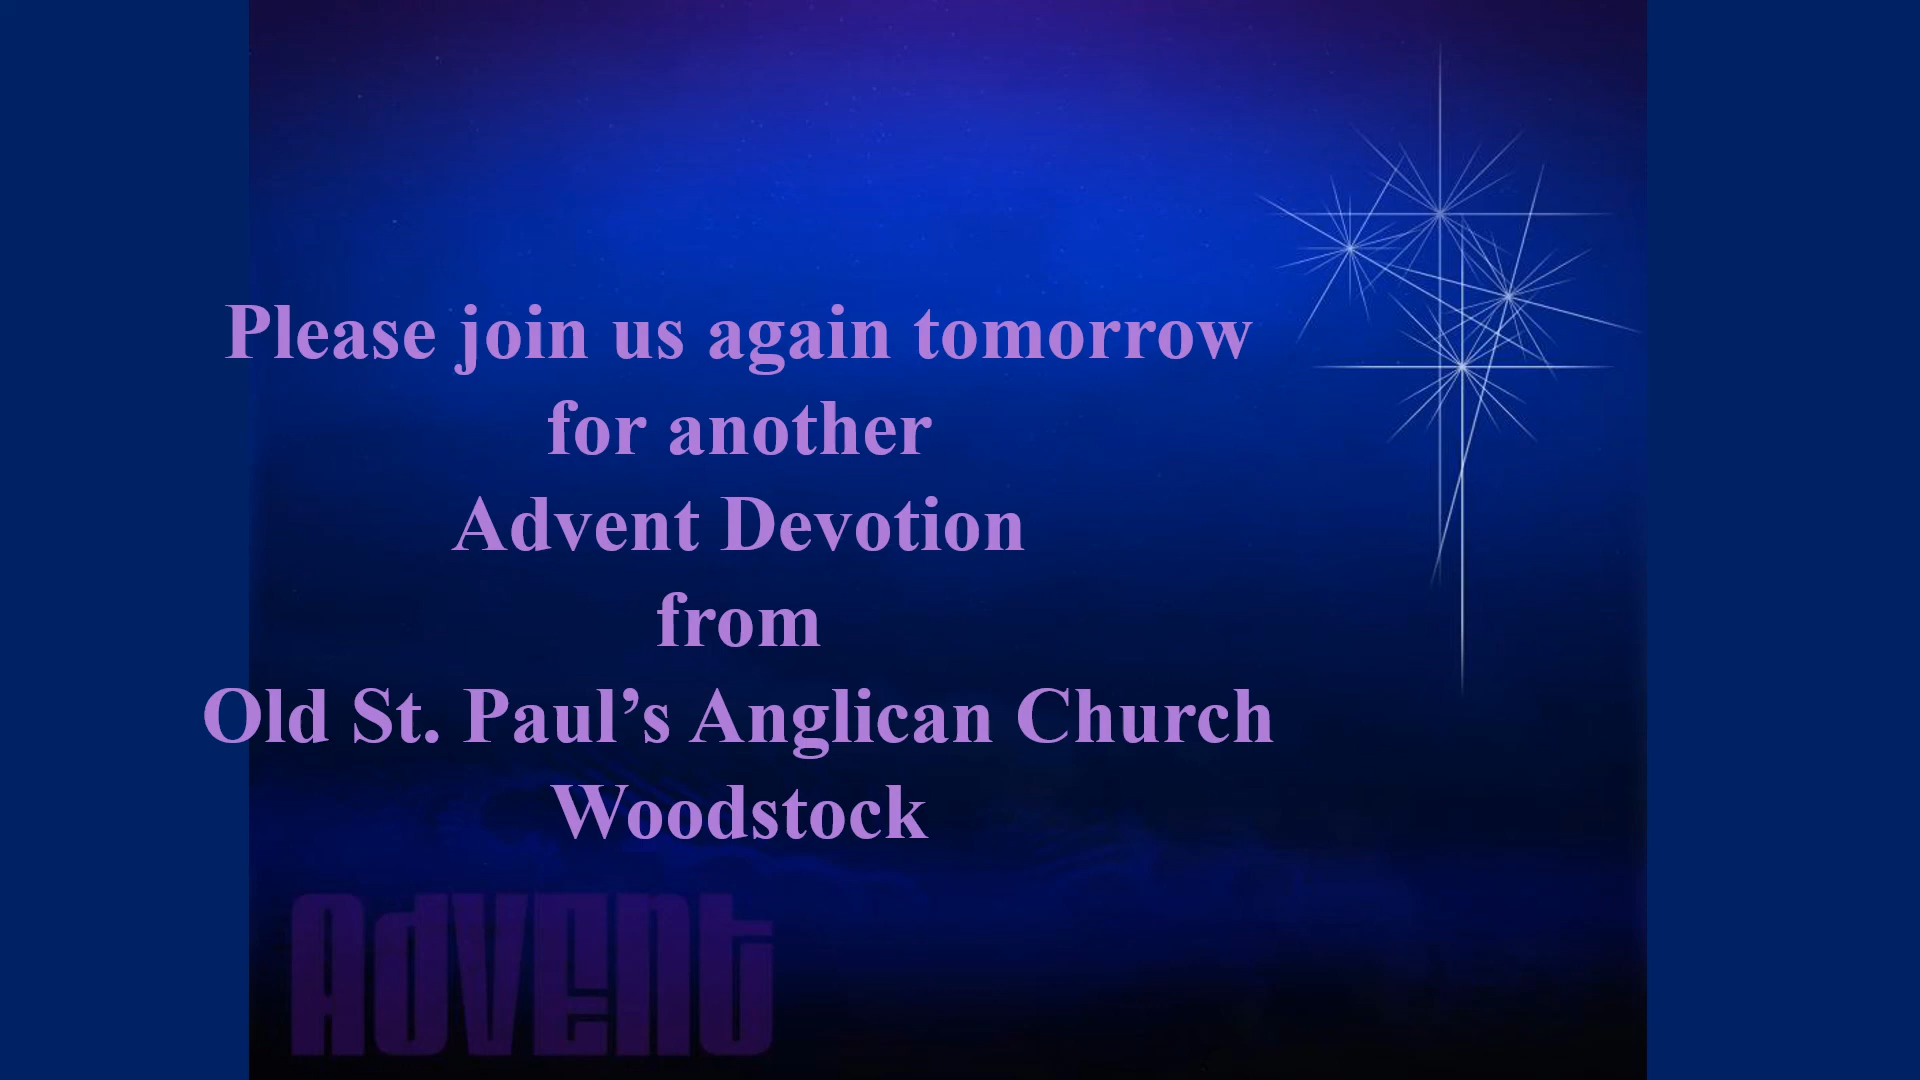 Please join us again tomorrow
for another
Advent Devotion
from
Old St. Paul’s Anglican Church
Woodstock
AdVEnt